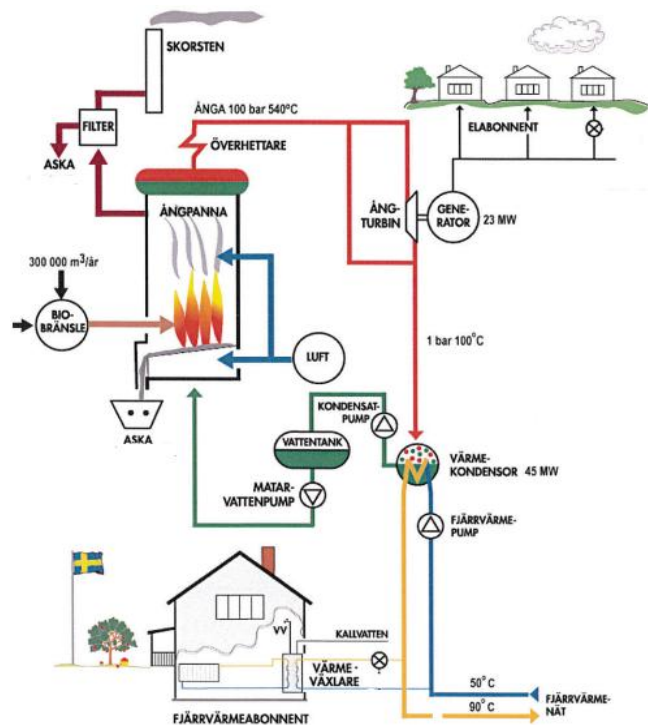 SKORSTEN
FILTER
ASKA
ÅNGA 100 bar 540°C
ÖVERHETTARE
ELABONNENT
ÅNGPANNA
ÅNG-
TURBIN
GENE-
RATOR
23 MW
300 000 m³/år
BIO-
BRÄNSLE
LUFT
1 bar 100°C
ASKA
KONDENSAT-
PUMP
VATTENTANK
MATAR-
VATTENPUMP
VÄRME-
KONDENSOR
45 MW
FJÄRRVÄRME-
PUMP
VV
KALLVATTEN
VÄRME-
VÄXLARE
50°C
90°C
FJÄRRVÄRME-
NÄT
FJÄRRVÄRMEABONNENT